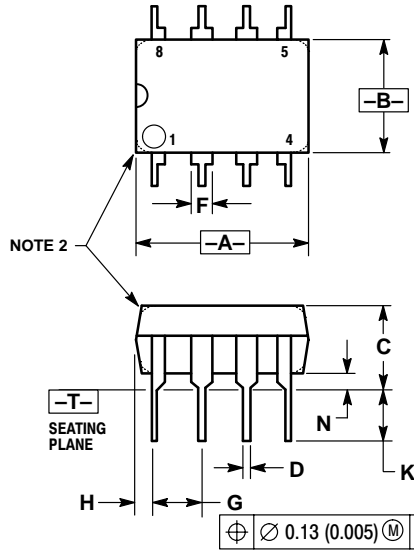 8 5
–B–
1 4
F
NOTE 2
–A–
C
–T–
N
SEATING
PLANE
K
D
H G
⌖ ∅ 0.13 (0.005) Ⓜ